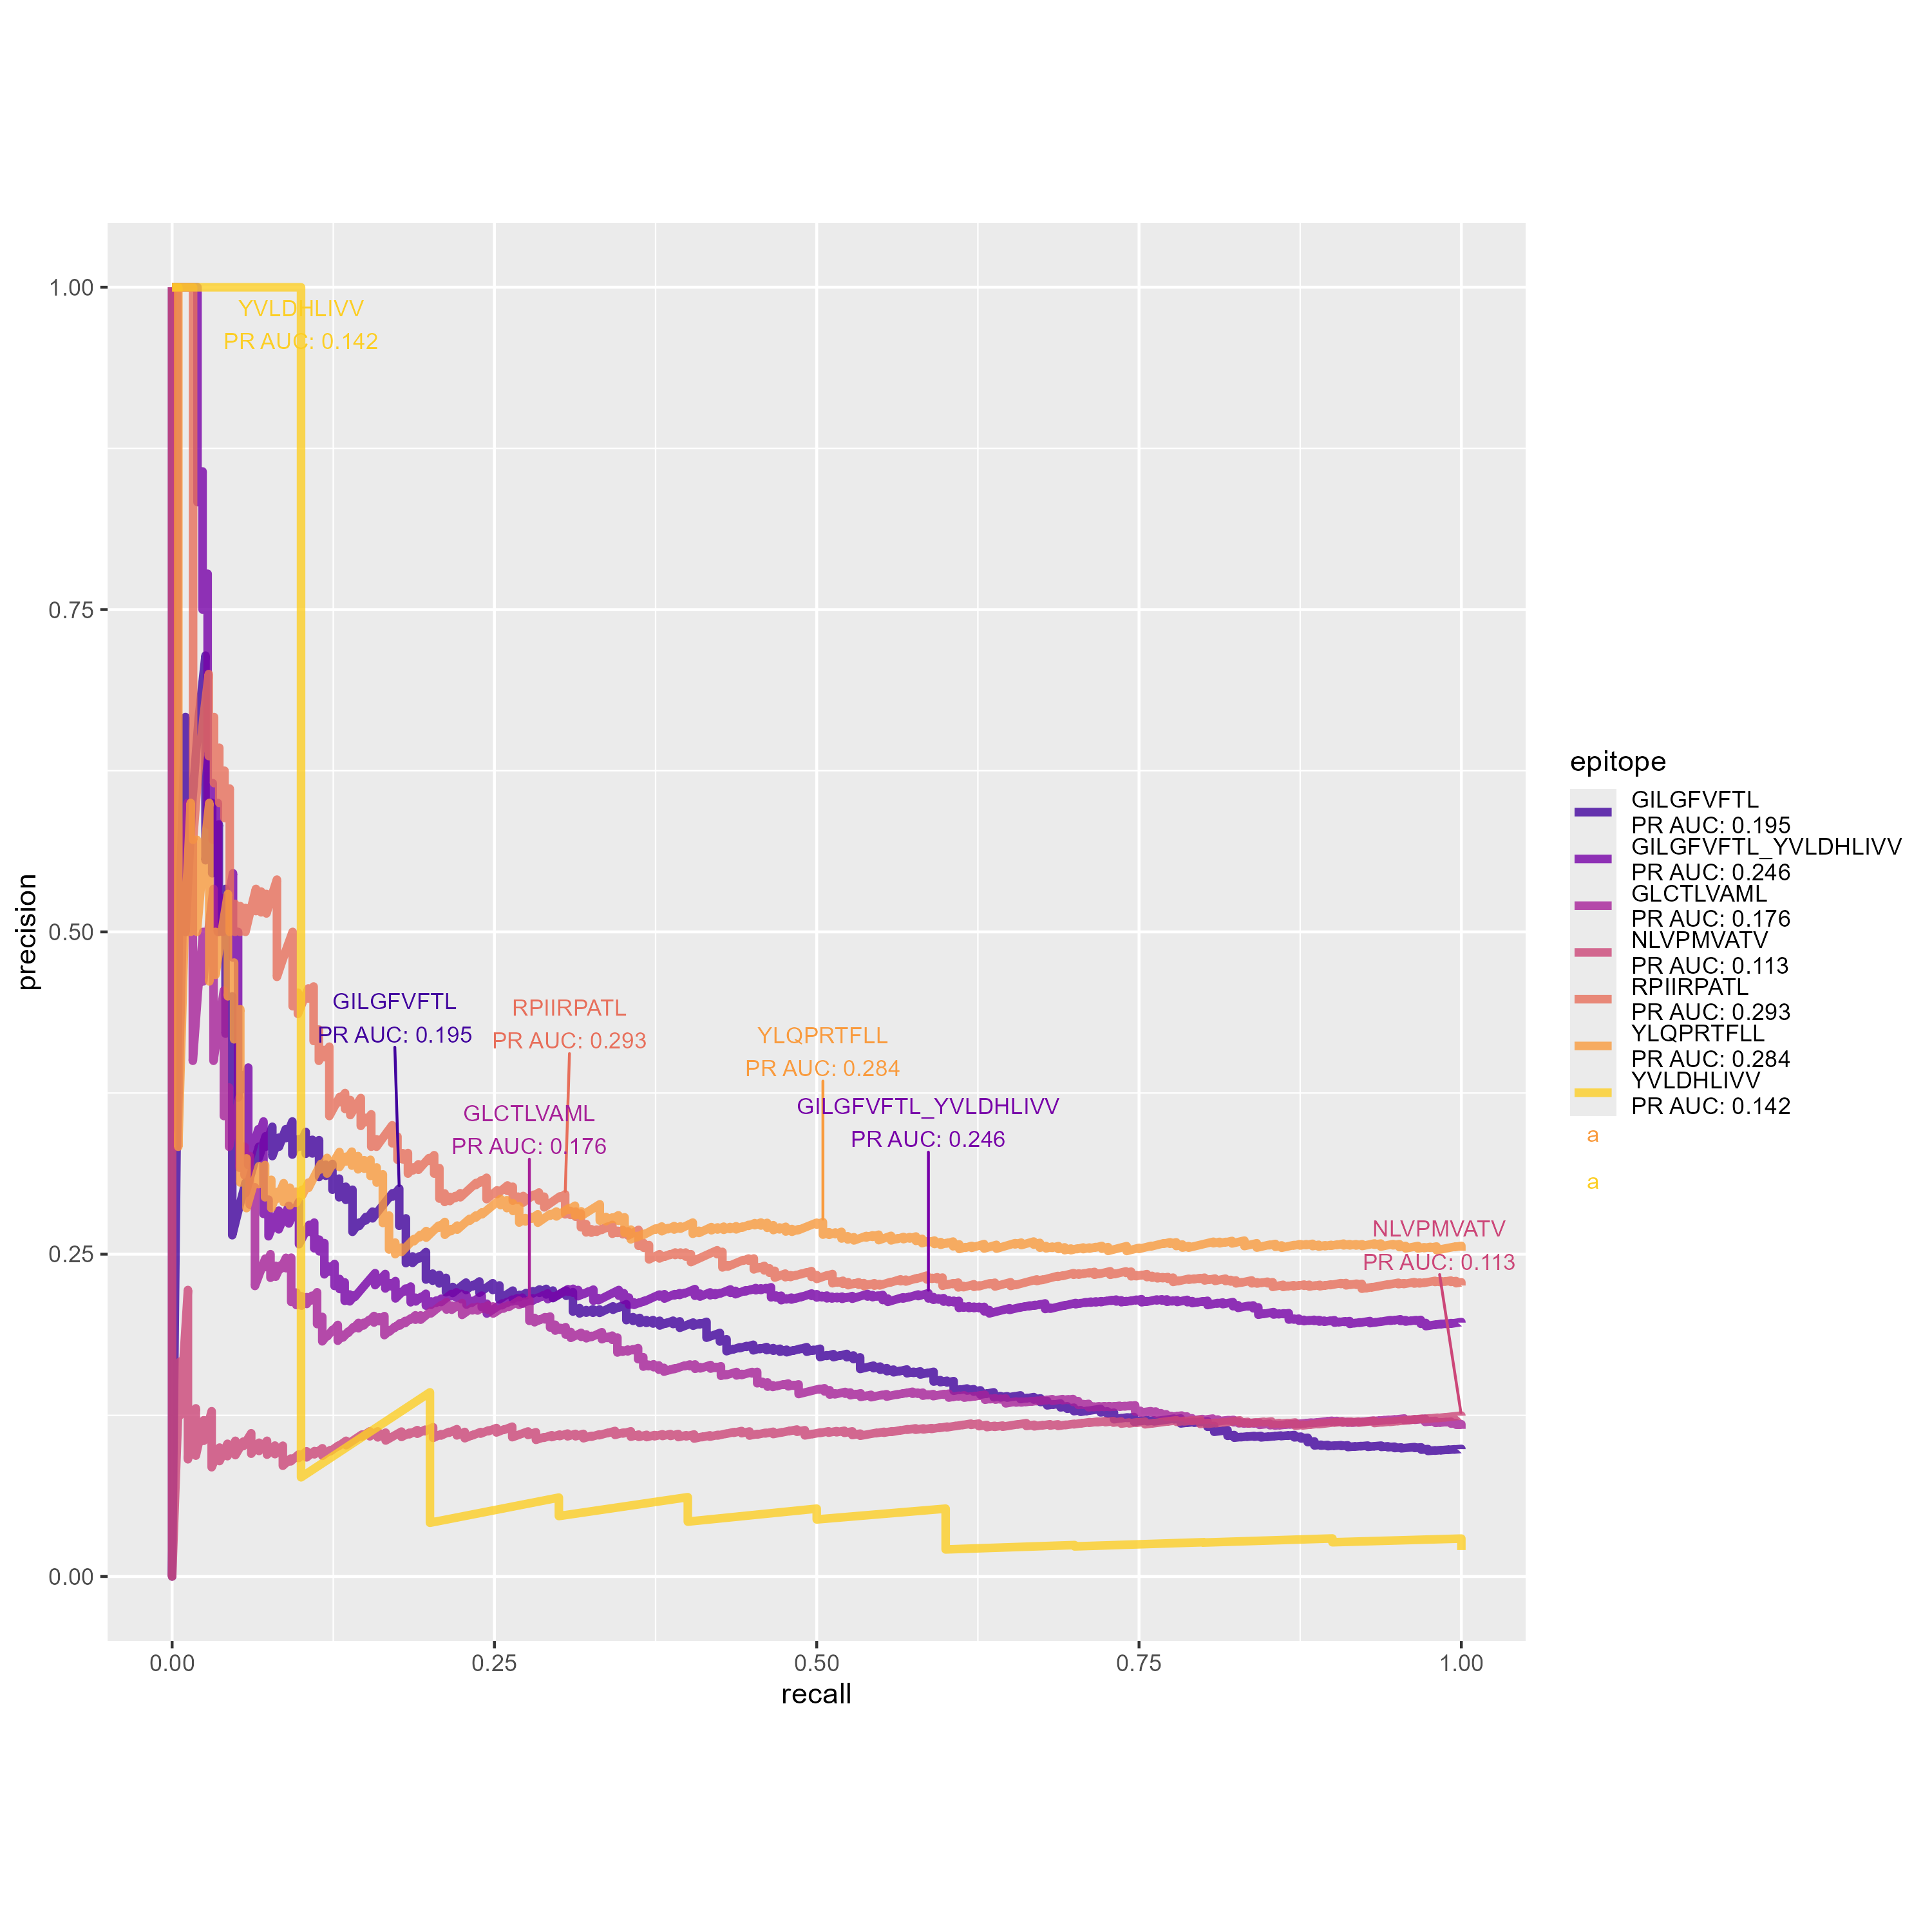 1.00
0.75
0.50
0.25
0.00
precision
YVLDHLIVV
PR AUC: 0.142
GILGFVFTL
PR AUC: 0.195
RPIIRPATL
PR AUC: 0.293
YLQPRTFLL
PR AUC: 0.284
GLCTLVAML
PR AUC: 0.176
GILGFVFTL_YVLDHLIVV
PR AUC: 0.246
NLVPMVATV
PR AUC: 0.113
0.00
0.25
0.50
0.75
1.00
recall
epitope
GILGFVFTL
PR AUC: 0.195
GILGFVFTL_YVLDHLIVV
PR AUC: 0.246
GLCTLVAML
PR AUC: 0.176
NLVPMVATV
PR AUC: 0.113
RPIIRPATL
PR AUC: 0.293
YLQPRTFLL
PR AUC: 0.284
YVLDHLIVV
PR AUC: 0.142
a
a